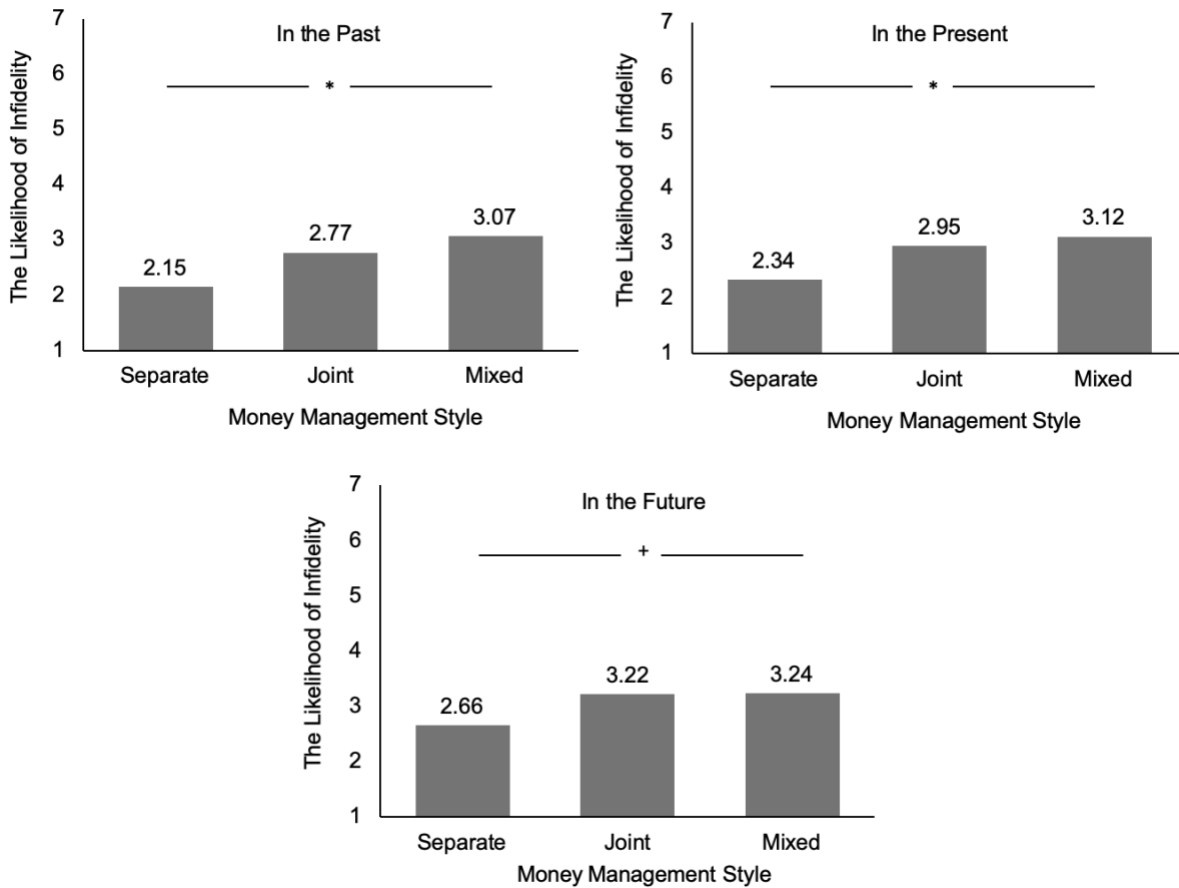 In the Past
The Likelihood of Infidelity
7
6
5
4
3
2
1
*
2.15
2.77
3.07
Separate
Joint
Mixed
Money Management Style
In the Present
The Likelihood of Infidelity
7
6
5
4
3
2
1
*
2.34
2.95
3.12
Separate
Joint
Mixed
Money Management Style
In the Future
The Likelihood of Infidelity
7
6
5
4
3
2
1
+
2.66
3.22
3.24
Separate
Joint
Mixed
Money Management Style